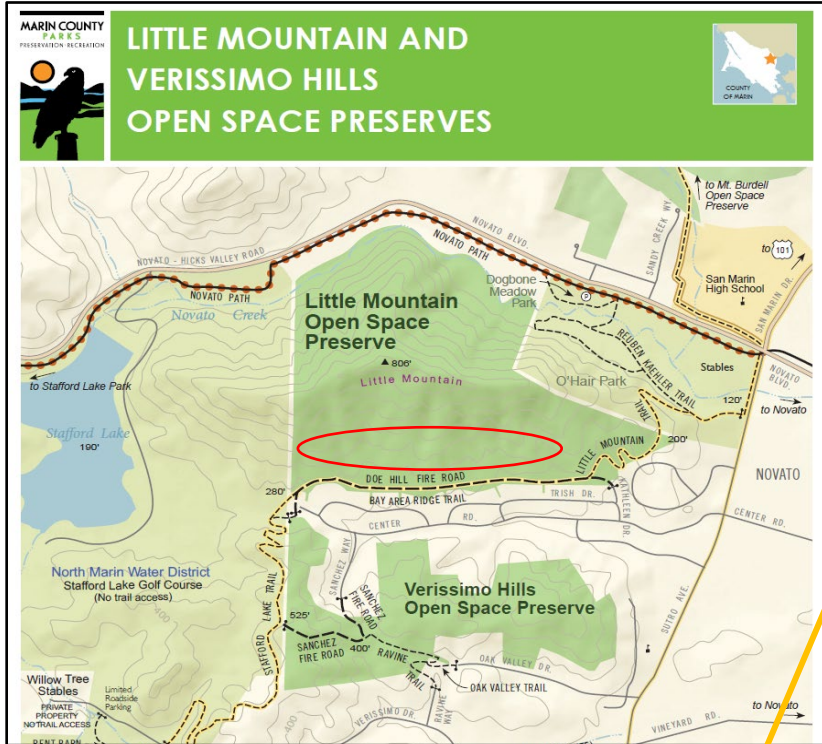 MARIN COUNTY
PARKS
PRESERVATION·RECREATION
LITTLE MOUNTAIN AND
VERISSIMO HILLS
OPEN SPACE PRESERVES
COUNTY
OF MARIN
to Mt. Burdell
Open Space
Preserve
NOVATO - HICKS VALLEY ROAD
NOVATO BLVD.
SANDY CREEK WY
to 101
San Marin
High School
SAN MARIN DR.
NOVATO PATH
Novato Creek
Dogbone
Meadow
Park
P
Little Mountain
Open Space
Preserve
806'
Little Mountain
REUBEN KAEHLER TRAIL
Stables
NOVATO
BLVD.
to Stafford Lake Park
O'Hair Park
120'
to Novato
Stafford Lake
190'
LITTLE MOUNTAIN TRAIL
200'
DOE HILL FIRE ROAD
NOVATO
280'
BAY AREA RIDGE TRAIL
TRISH DR.
KATHLEEN DR.
CENTER RD.
CENTER RD.
North Marin Water District
Stafford Lake Golf Course
(No trail access)
400
STAFFORD LAKE TRAIL
SANCHEZ WAY
SANCHEZ
FIRE ROAD
Verissimo Hills
Open Space Preserve
SUTRO AVE.
525'
SANCHEZ
FIRE ROAD
400'
RAVINE
TRAIL
OAK VALLEY DR.
OAK VALLEY TRAIL
Willow Tree
Stables
PRIVATE
PROPERTY
NO TRAIL ACCESS
Limited
Roadside
Parking
400
VERISSIMO DR.
RAVINE
WAY
to Novato
VINEYARD RD.